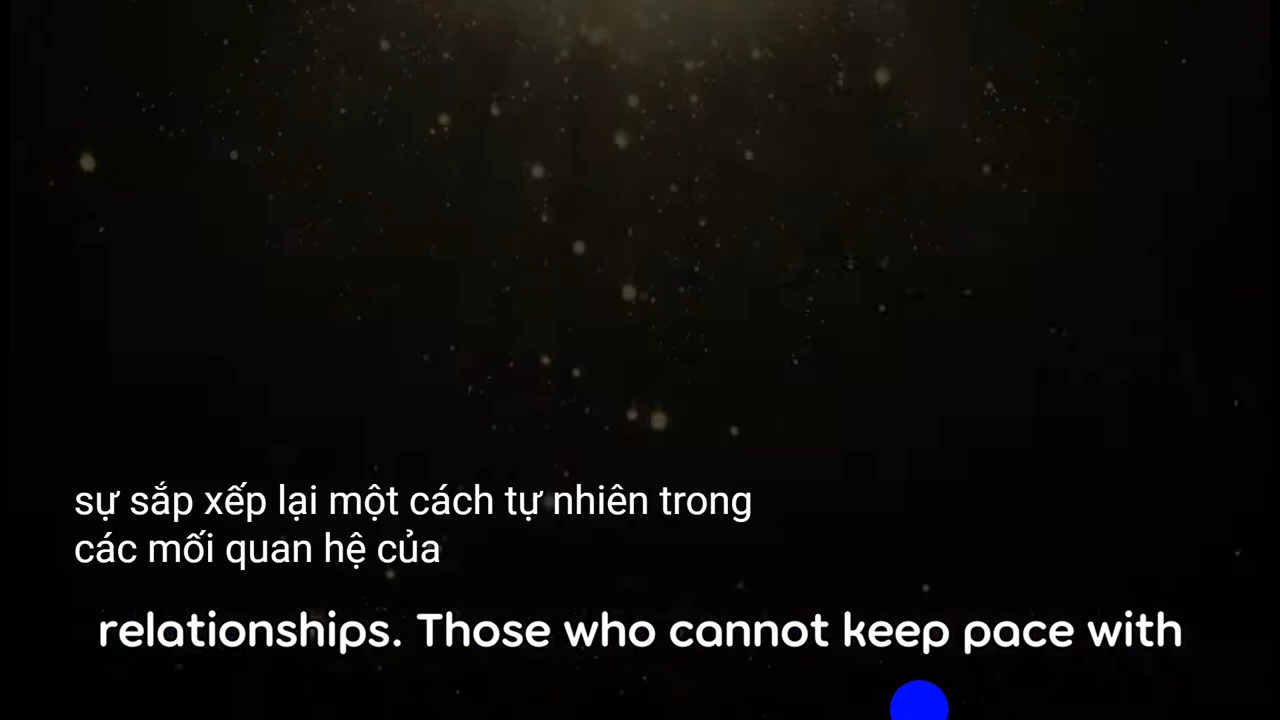 sự sắp xếp lại một cách tự nhiên trong
các mối quan hệ của
relationships. Those who cannot keep pace with